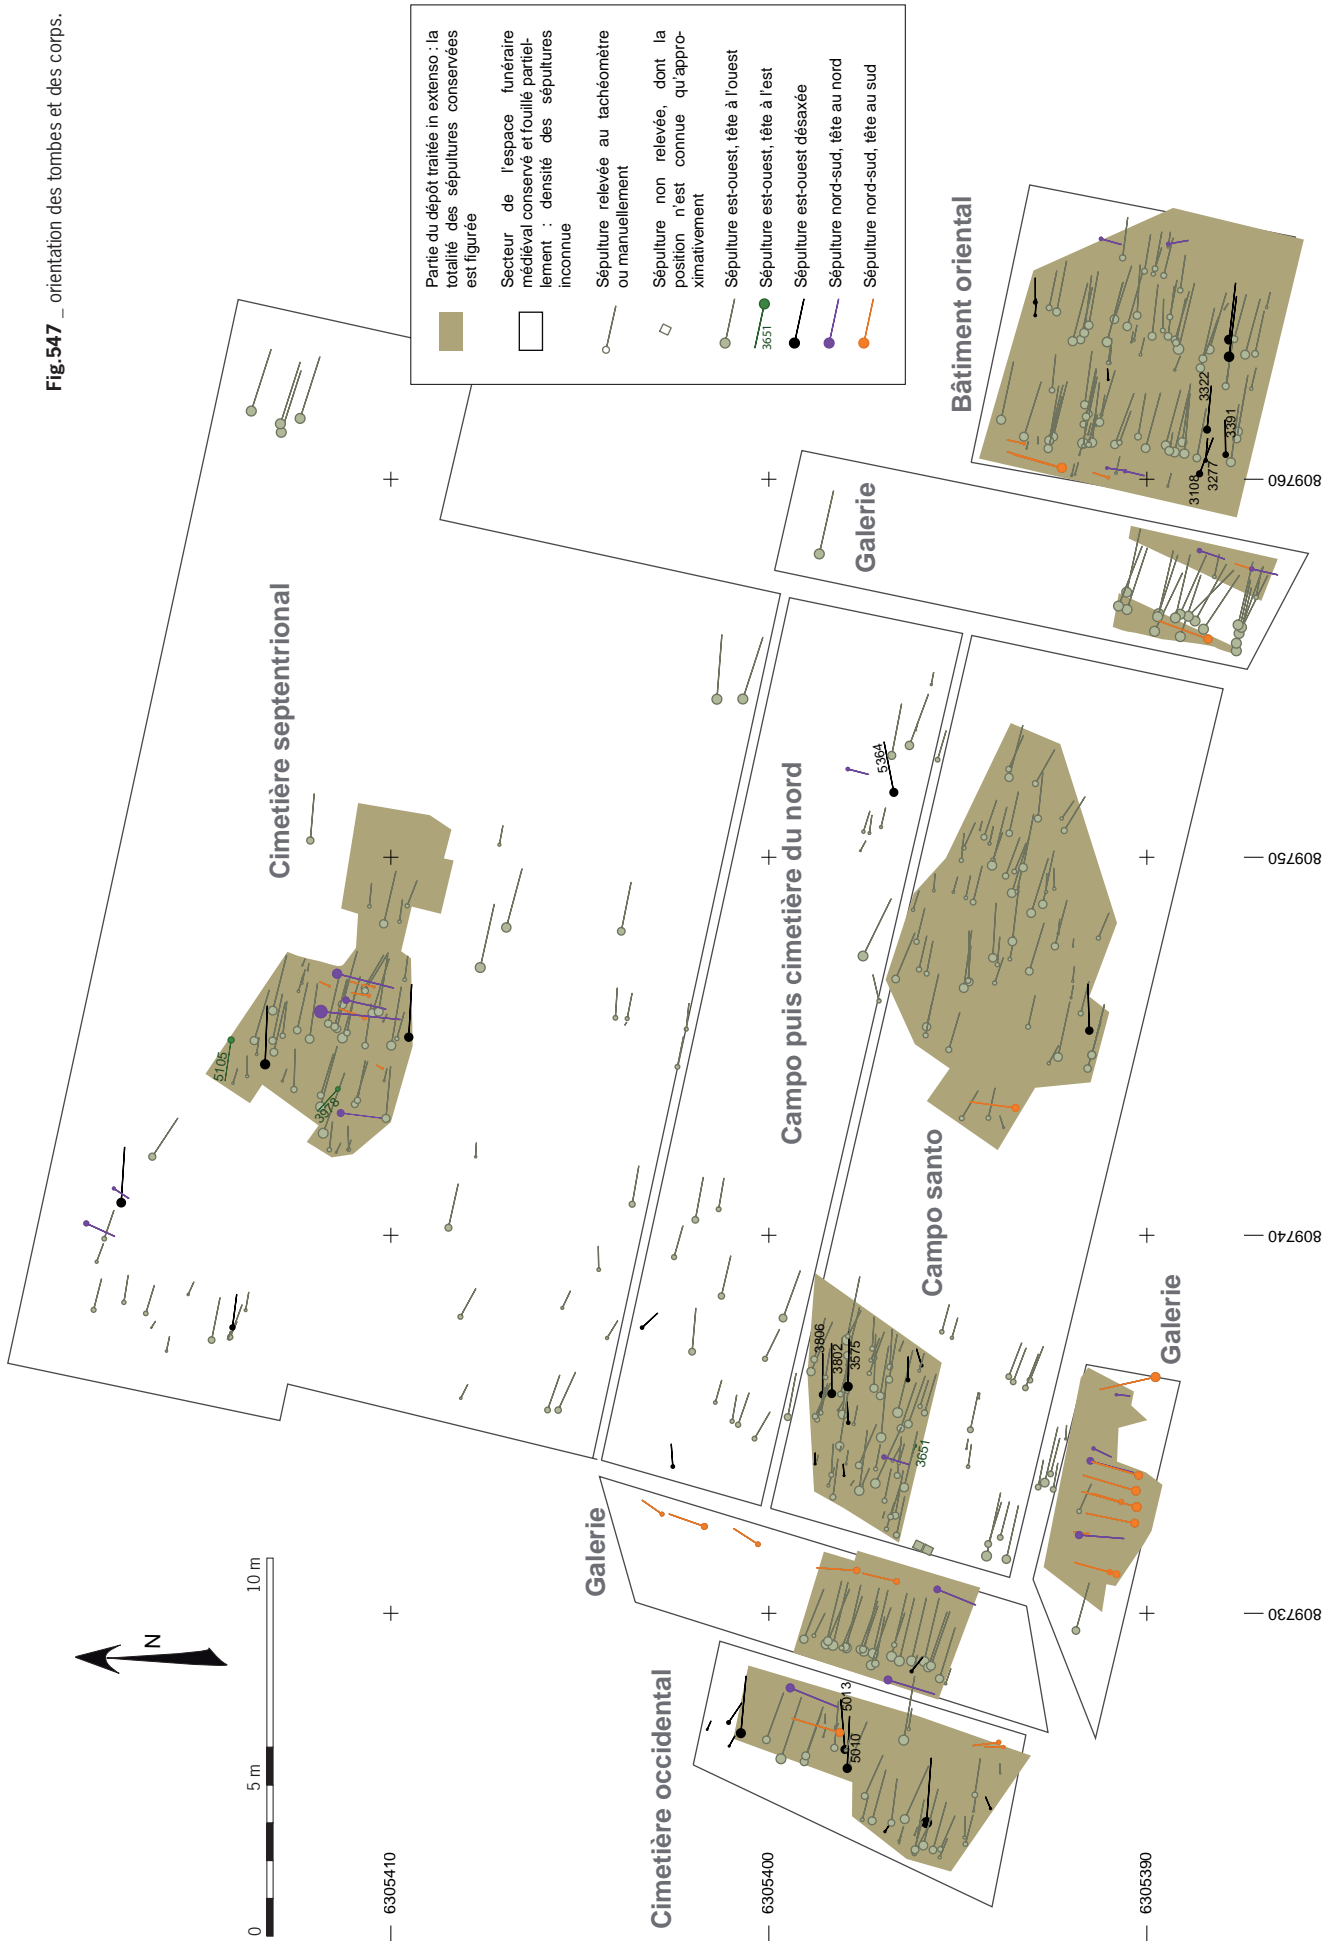 Fig.547 _ orientation des tombes et des corps.
Partie du dépôt traitée in extenso : la
totalité des sépultures conservées
est figurée
Secteur de l'espace funéraire
médiéval conservé et fouillé partiel-
lement : densité des sépultures
inconnue
Sépulture relevée au tachéomètre
ou manuellement
Sépulture non relevée, dont la
position n'est connue qu'appro-
ximativement
Sépulture est-ouest, tête à l'ouest
3651
Sépulture est-ouest, tête à l'est
Sépulture est-ouest désaxée
Sépulture nord-sud, tête au nord
Sépulture nord-sud, tête au sud
Cimetière septentrional
5105
3978
Campo puis cimetière du nord
5364
Galerie
Bâtiment oriental
3322
3391
3108
3277
Campo santo
3806
3802
3575
3651
Galerie
Galerie
Cimetière occidental
5013
5010
N
0
5 m
10 m
6305410
6305400
6305390
809730
809740
809750
809760